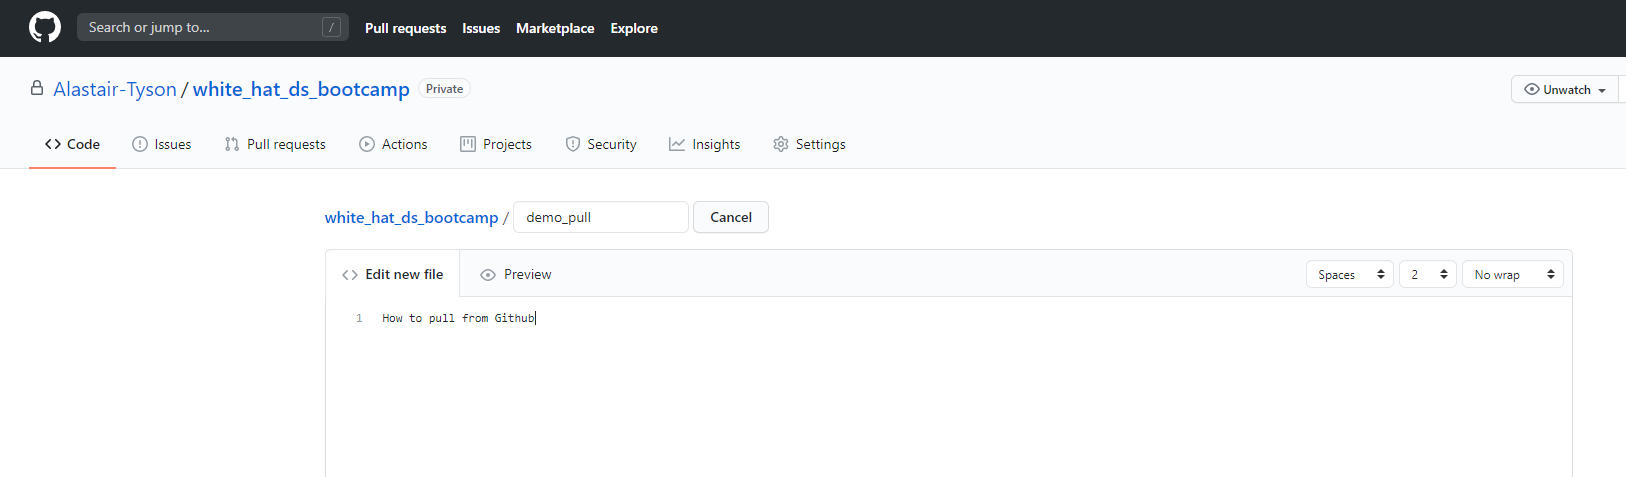 Search or jump to... /
Pull requests Issues Marketplace Explore
Alastair-Tyson / white_hat_ds_bootcamp Private
Unwatch
Code Issues Pull requests Actions Projects Security Insights Settings
white_hat_ds_bootcamp / demo_pull Cancel
<> Edit new file Preview Spaces 2 No wrap
1 How to pull from Github